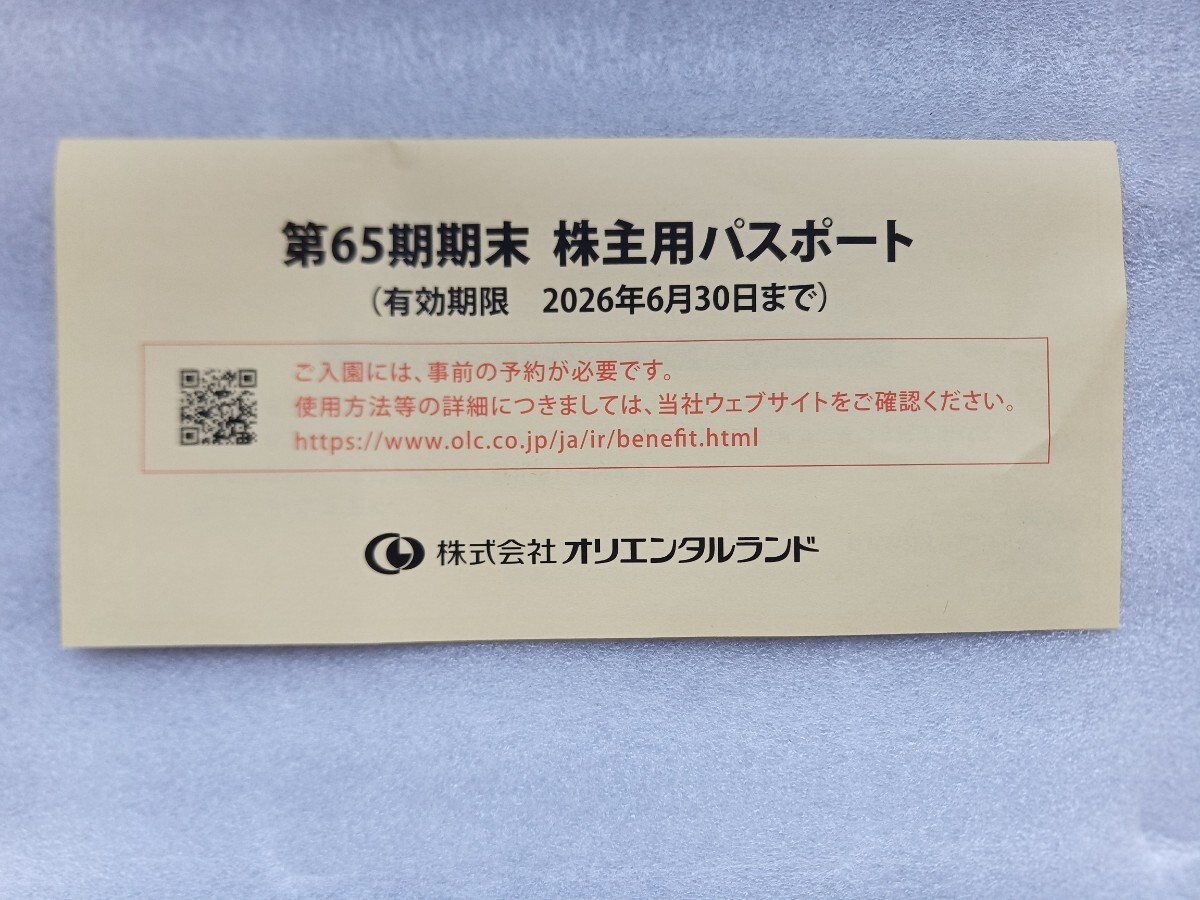 第65期期末 株主用パスポート
（有効期限　2026年6月30日まで）
ご入園には、事前の予約が必要です。
使用方法等の詳細につきましては、当社ウェブサイトをご確認ください。
https://www.olc.co.jp/ja/ir/benefit.html
株式会社オリエンタルランド